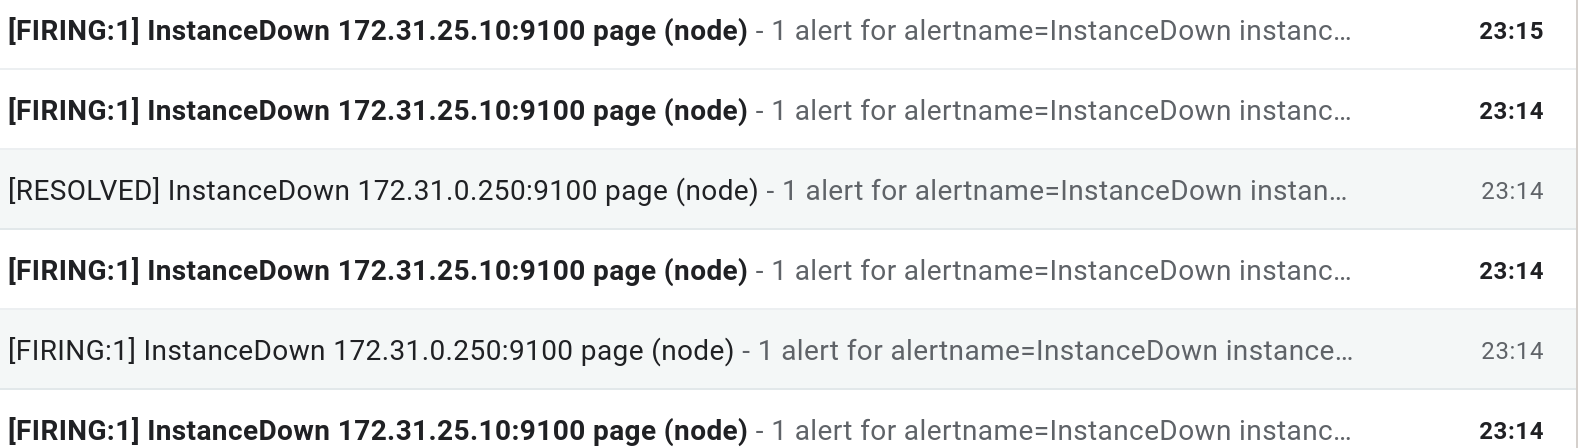 [FIRING:1] InstanceDown 172.31.25.10:9100 page (node) - 1 alert for alertname=InstanceDown instanc… 23:15
[FIRING:1] InstanceDown 172.31.25.10:9100 page (node) - 1 alert for alertname=InstanceDown instanc… 23:14
[RESOLVED] InstanceDown 172.31.0.250:9100 page (node) - 1 alert for alertname=InstanceDown instan… 23:14
[FIRING:1] InstanceDown 172.31.25.10:9100 page (node) - 1 alert for alertname=InstanceDown instanc… 23:14
[FIRING:1] InstanceDown 172.31.0.250:9100 page (node) - 1 alert for alertname=InstanceDown instance… 23:14
[FIRING:1] InstanceDown 172.31.25.10:9100 page (node) - 1 alert for alertname=InstanceDown instanc… 23:14